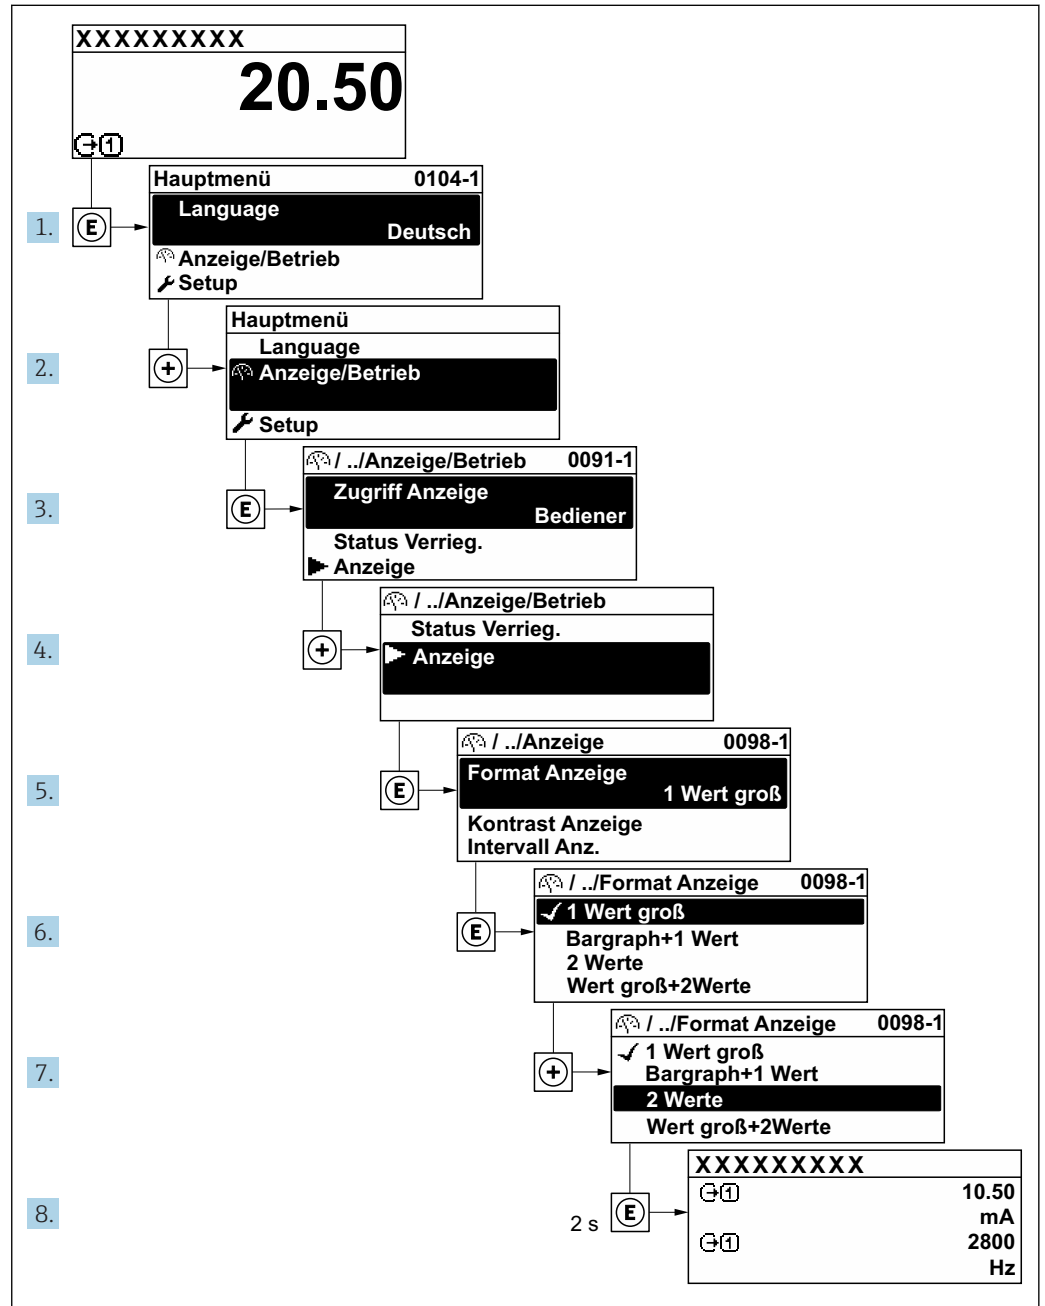 XXXXXXXXX
20.50
1
Hauptmenü 0104-1
1.
E
Language
Deutsch
Anzeige/Betrieb
Setup
Hauptmenü
Language
2.
+
Anzeige/Betrieb
Setup
/ ../Anzeige/Betrieb 0091-1
3.
E
Zugriff Anzeige
Bediener
Status Verrieg.
Anzeige
/ ../Anzeige/Betrieb
Status Verrieg.
4.
+
Anzeige
/ ../Anzeige 0098-1
5.
E
Format Anzeige
1 Wert groß
Kontrast Anzeige
Intervall Anz.
/ ../Format Anzeige 0098-1
6.
E
1 Wert groß
Bargraph+1 Wert
2 Werte
Wert groß+2Werte
/ ../Format Anzeige 0098-1
7.
+
1 Wert groß
Bargraph+1 Wert
2 Werte
Wert groß+2Werte
XXXXXXXXX
8.
2 s
E
1 10.50
mA
1 2800
Hz